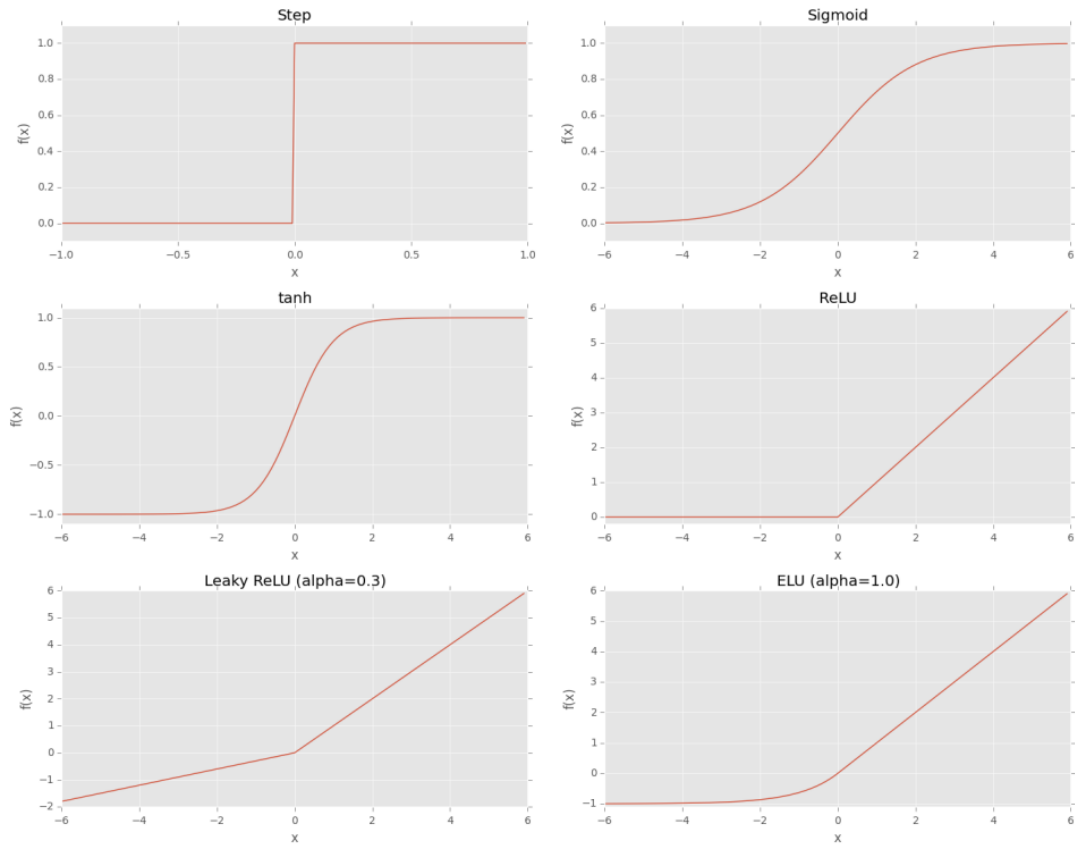 Step
1.0
0.8
0.6
0.4
0.2
0.0
f(x)
−1.0 −0.5 0.0 0.5 1.0
x
Sigmoid
1.0
0.8
0.6
0.4
0.2
0.0
f(x)
−6 −4 −2 0 2 4 6
x
tanh
1.0
0.5
0.0
−0.5
−1.0
f(x)
−6 −4 −2 0 2 4 6
x
ReLU
6
5
4
3
2
1
0
f(x)
−6 −4 −2 0 2 4 6
x
Leaky ReLU (alpha=0.3)
6
5
4
3
2
1
0
−1
−2
f(x)
−6 −4 −2 0 2 4 6
x
ELU (alpha=1.0)
6
5
4
3
2
1
0
−1
f(x)
−6 −4 −2 0 2 4 6
x